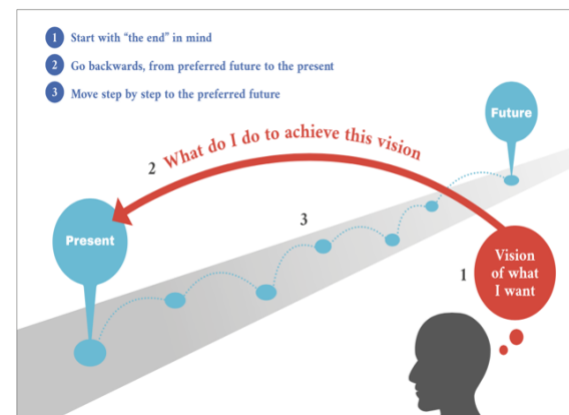 1 Start with “the end” in mind
2 Go backwards, from preferred future to the present
3 Move step by step to the preferred future
Future
2 What do I do to achieve this vision
Present
3
1
Vision
of what
I want